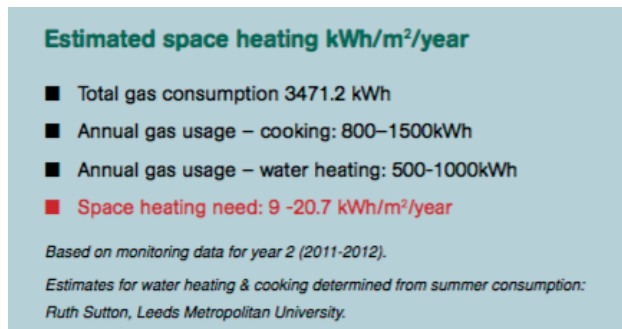 Estimated space heating kWh/m²/year
■ Total gas consumption 3471.2 kWh
■ Annual gas usage – cooking: 800–1500kWh
■ Annual gas usage – water heating: 500-1000kWh
■ Space heating need: 9 -20.7 kWh/m²/year
Based on monitoring data for year 2 (2011-2012).
Estimates for water heating & cooking determined from summer consumption:
Ruth Sutton, Leeds Metropolitan University.